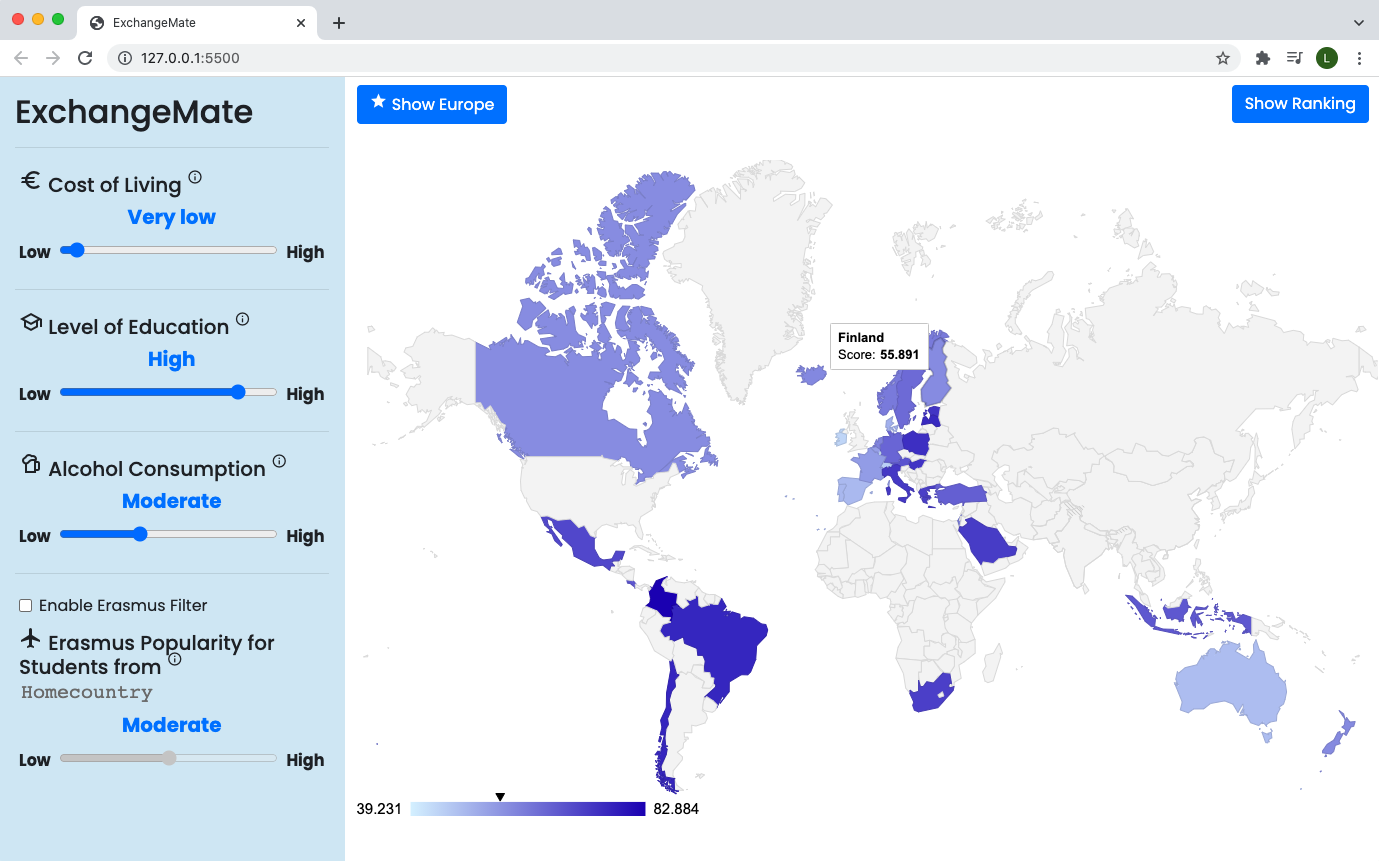 ExchangeMate
127.0.0.1:5500
L
ExchangeMate
Show Europe
Show Ranking
Cost of Living
Very low
Low High
Level of Education
High
Low High
Alcohol Consumption
Moderate
Low High
Enable Erasmus Filter
Erasmus Popularity for
Students from
Homecountry
Moderate
Low High
Finland
Score: 55.891
39.231 82.884